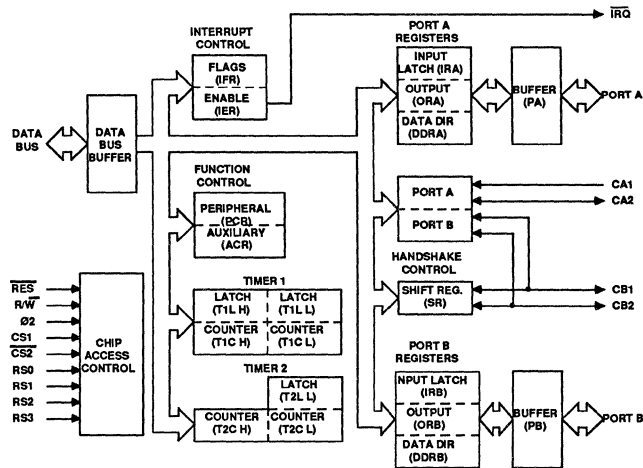 INTERRUPT
CONTROL
FLAGS
(IFR)
ENABLE
(IER)
IRQ
PORT A
REGISTERS
INPUT
LATCH (IRA)
OUTPUT
(ORA)
DATA DIR
(DDRA)
BUFFER
(PA)
PORT A
DATA
BUS
DATA
BUS
BUFFER
FUNCTION
CONTROL
PERIPHERAL
(PCR)
AUXILIARY
(ACR)
PORT A
PORT B
CA1
CA2
HANDSHAKE
CONTROL
SHIFT REG.
(SR)
CB1
CB2
RES
R/W
Ø2
CS1
CS2
RS0
RS1
RS2
RS3
CHIP
ACCESS
CONTROL
TIMER 1
LATCH
(T1L H)
LATCH
(T1L L)
COUNTER
(T1C H)
COUNTER
(T1C L)
TIMER 2
LATCH
(T2L L)
COUNTER
(T2C H)
COUNTER
(T2C L)
PORT B
REGISTERS
INPUT LATCH
(IRB)
OUTPUT
(ORB)
DATA DIR
(DDRB)
BUFFER
(PB)
PORT B